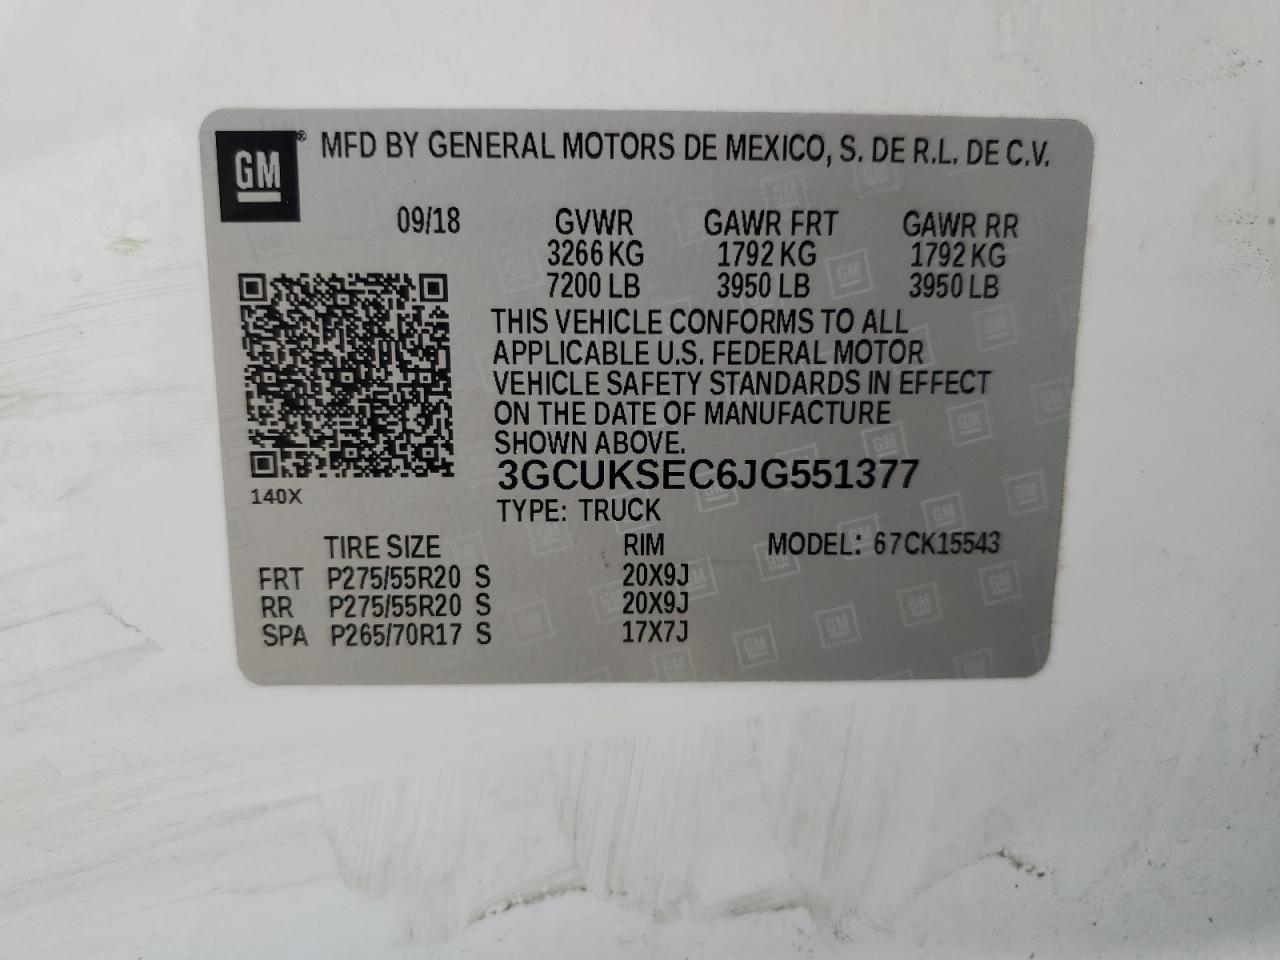 GM® MFD BY GENERAL MOTORS DE MEXICO, S. DE R.L. DE C.V.
09/18 GVWR GAWR FRT GAWR RR
3266 KG 1792 KG 1792 KG
7200 LB 3950 LB 3950 LB
THIS VEHICLE CONFORMS TO ALL
APPLICABLE U.S. FEDERAL MOTOR
VEHICLE SAFETY STANDARDS IN EFFECT
ON THE DATE OF MANUFACTURE
SHOWN ABOVE.
3GCUKSEC6JG551377
140X
TYPE: TRUCK
TIRE SIZE RIM MODEL: 67CK15543
FRT P275/55R20 S 20X9J
RR P275/55R20 S 20X9J
SPA P265/70R17 S 17X7J